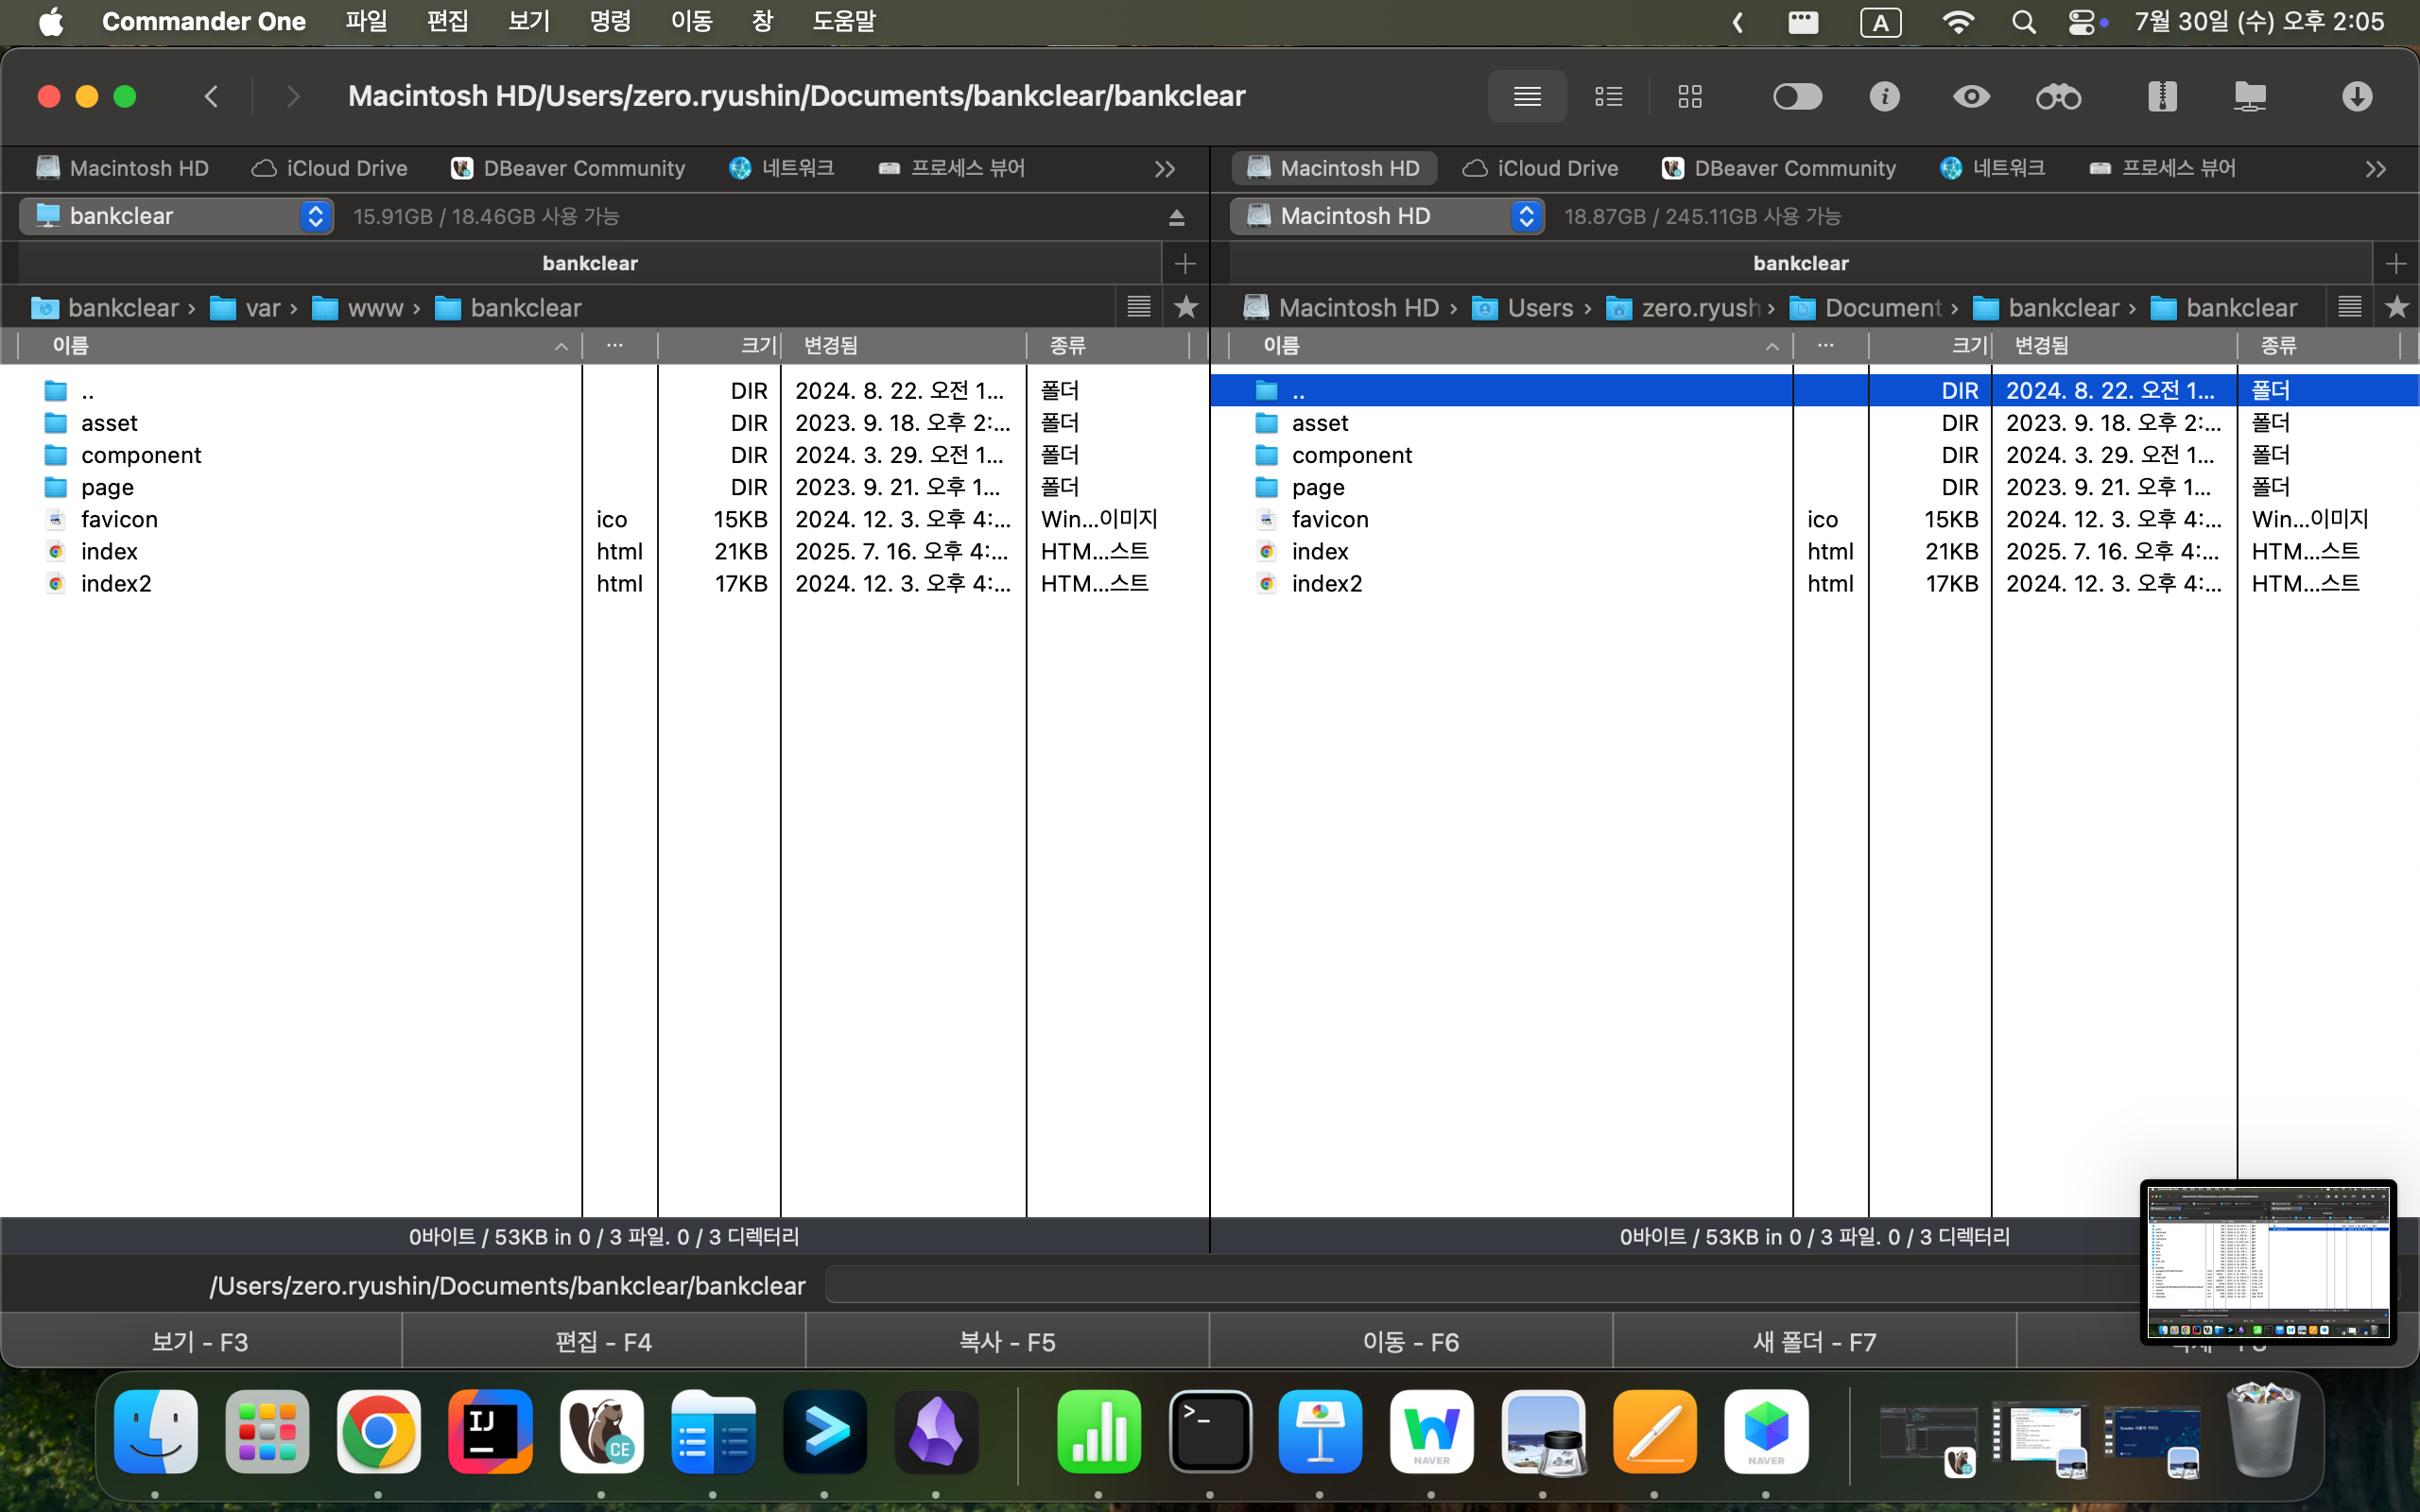 Commander One 파일 편집 보기 명령 이동 창 도움말 A 7월 30일 (수) 오후 2:05
Macintosh HD/Users/zero.ryushin/Documents/bankclear/bankclear
Macintosh HD iCloud Drive DBeaver Community 네트워크 프로세스 뷰어
Macintosh HD iCloud Drive DBeaver Community 네트워크 프로세스 뷰어
bankclear 15.91GB / 18.46GB 사용 가능
Macintosh HD 18.87GB / 245.11GB 사용 가능
bankclear
bankclear
bankclear › var › www › bankclear
Macintosh HD › Users › zero.ryush › Document › bankclear › bankclear
이름 ... 크기 변경됨 종류
.. DIR 2024. 8. 22. 오전 1... 폴더
asset DIR 2023. 9. 18. 오후 2:... 폴더
component DIR 2024. 3. 29. 오전 1... 폴더
page DIR 2023. 9. 21. 오후 1... 폴더
favicon ico 15KB 2024. 12. 3. 오후 4:... Win...이미지
index html 21KB 2025. 7. 16. 오후 4:... HTM...스트
index2 html 17KB 2024. 12. 3. 오후 4:... HTM...스트
이름 ... 크기 변경됨 종류
.. DIR 2024. 8. 22. 오전 1... 폴더
asset DIR 2023. 9. 18. 오후 2:... 폴더
component DIR 2024. 3. 29. 오전 1... 폴더
page DIR 2023. 9. 21. 오후 1... 폴더
favicon ico 15KB 2024. 12. 3. 오후 4:... Win...이미지
index html 21KB 2025. 7. 16. 오후 4:... HTM...스트
index2 html 17KB 2024. 12. 3. 오후 4:... HTM...스트
0바이트 / 53KB in 0 / 3 파일. 0 / 3 디렉터리
0바이트 / 53KB in 0 / 3 파일. 0 / 3 디렉터리
/Users/zero.ryushin/Documents/bankclear/bankclear
보기 - F3 편집 - F4 복사 - F5 이동 - F6 새 폴더 - F7
IJ CE >_ NAVER NAVER